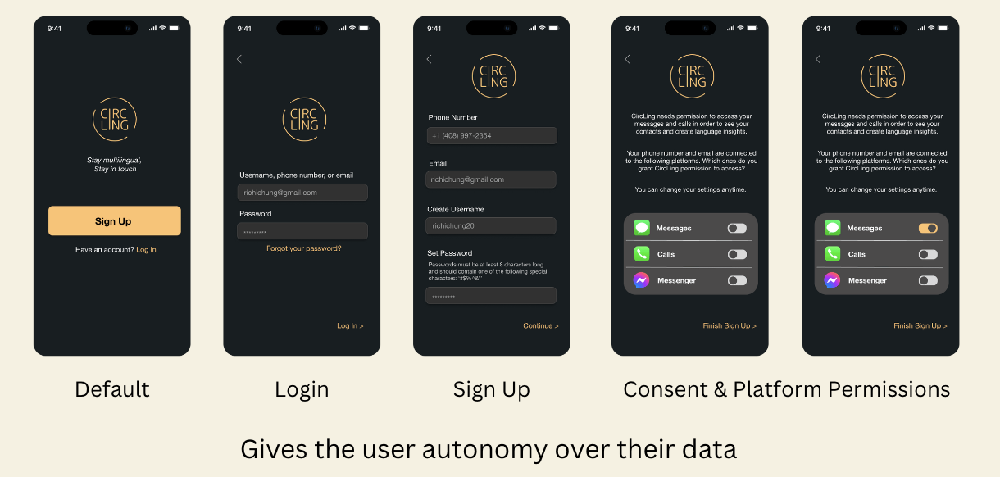 9:41
CIRC
LING
Stay multilingual,
Stay in touch
Sign Up
Have an account? Log in
Default
9:41
CIRC
LING
Username, phone number, or email
richichung@gmail.com
Password
*********
Forgot your password?
Log In >
Login
9:41
CIRC
LING
Phone Number
+1 (408) 997-2354
Email
richichung@gmail.com
Create Username
richichung20
Set Password
Passwords must be at least 8 characters long
and should contain one of the following special
characters: '#$%^&*'
*********
Continue >
Sign Up
9:41
CIRC
LING
CircLing needs permission to access your
messages and calls in order to see your
contacts and create language insights.
Your phone number and email are connected
to the following platforms. Which ones do you
grant CircLing permission to access?
You can change your settings anytime.
Messages
Calls
Messenger
Finish Sign Up >
9:41
CIRC
LING
CircLing needs permission to access your
messages and calls in order to see your
contacts and create language insights.
Your phone number and email are connected
to the following platforms. Which ones do you
grant CircLing permission to access?
You can change your settings anytime.
Messages
Calls
Messenger
Finish Sign Up >
Consent & Platform Permissions
Gives the user autonomy over their data